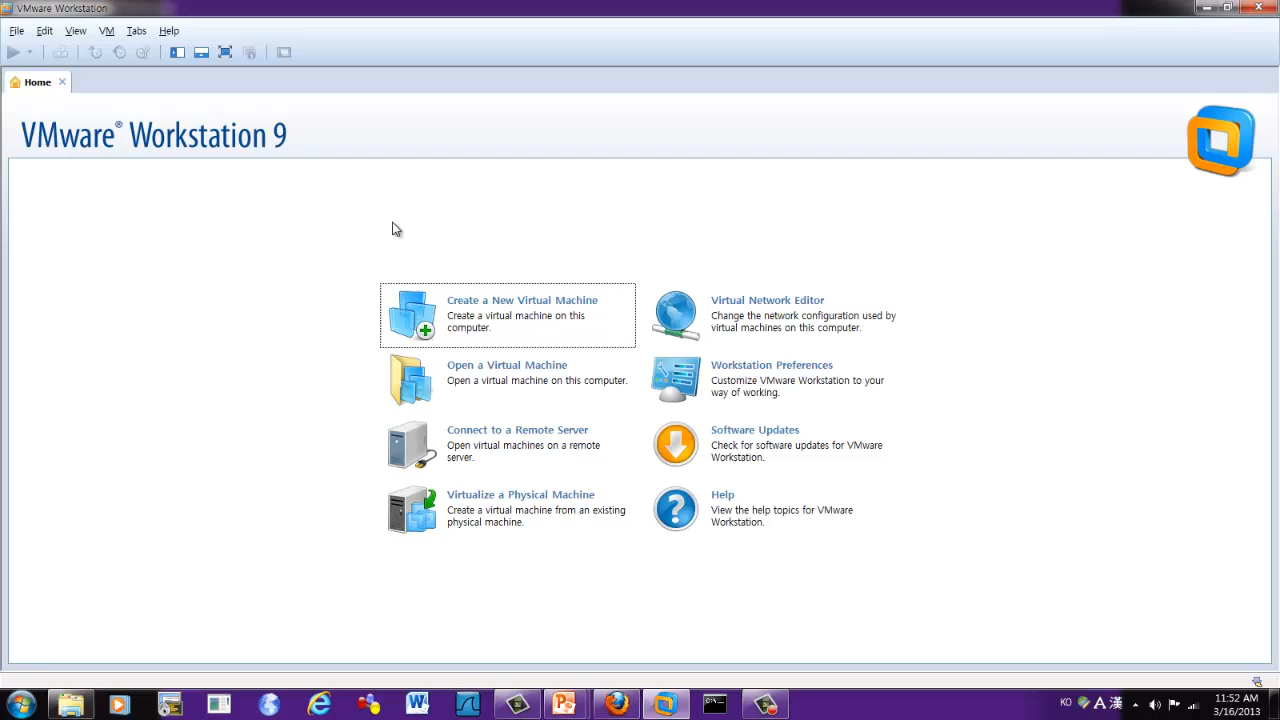 VMware Workstation
File Edit View VM Tabs Help
Home
VMware® Workstation 9
Create a New Virtual Machine
Create a virtual machine on this
computer.
Virtual Network Editor
Change the network configuration used by
virtual machines on this computer.
Open a Virtual Machine
Open a virtual machine on this computer.
Workstation Preferences
Customize VMware Workstation to your
way of working.
Connect to a Remote Server
Open virtual machines on a remote
server.
Software Updates
Check for software updates for VMware
Workstation.
Virtualize a Physical Machine
Create a virtual machine from an existing
physical machine.
Help
View the help topics for VMware
Workstation.
KO A 漢
11:52 AM
3/16/2013